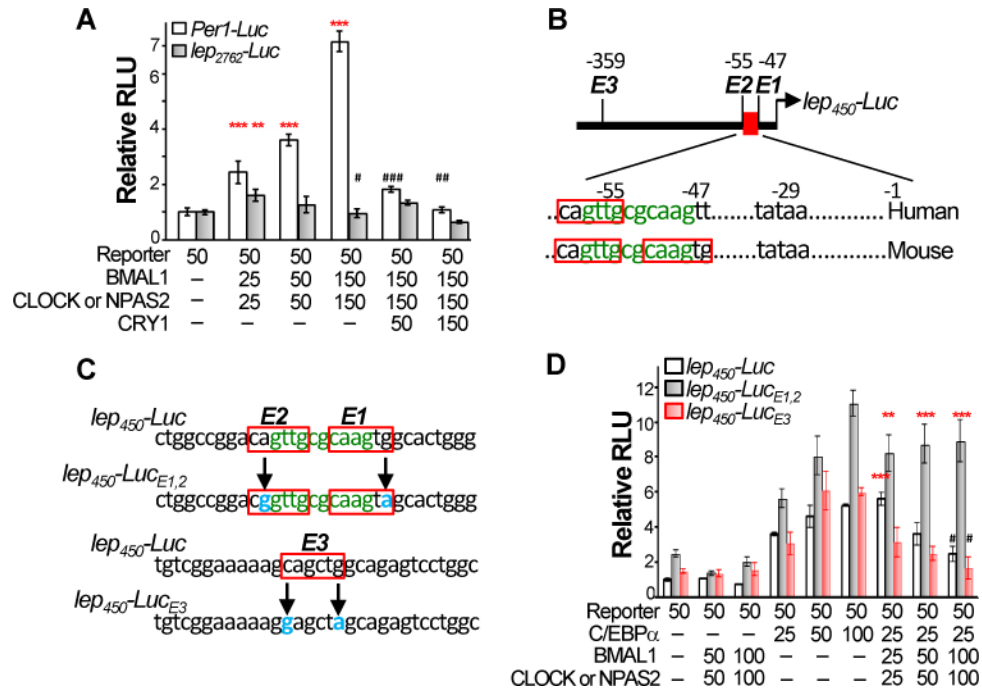 A
Per1-Luc
lep2762-Luc
Relative RLU
7
6
4
2
1
0
***
*** **
***
#
###
##
Reporter 50 50 50 50 50 50
BMAL1 – 25 50 150 150 150
CLOCK or NPAS2 – 25 50 150 150 150
CRY1 – – – – 50 150
B
-359 -55 -47
E3 E2 E1
lep450-Luc
-55 -47 -29 -1
..cagttgcgcaagtt.......tataa............Human
..cagttgcgcaagtg.......tataa............Mouse
C
lep450-Luc E2 E1
ctggccggacagttgcgcaagtggcactggg
lep450-LucE1,2
ctggccggacggttgcgcaagtagcactggg
lep450-Luc E3
tgtcggaaaaagcagctggcagagtcctggc
lep450-LucE3
tgtcggaaaaaggagctagcagagtcctggc
D
lep450-Luc
lep450-LucE1,2
lep450-LucE3
Relative RLU
12
10
8
6
4
2
0
** *** ***
***
# #
Reporter 50 50 50 50 50 50 50 50 50
C/EBPα – – – 25 50 100 25 25 25
BMAL1 – 50 100 – – – 25 50 100
CLOCK or NPAS2 – 50 100 – – – 25 50 100